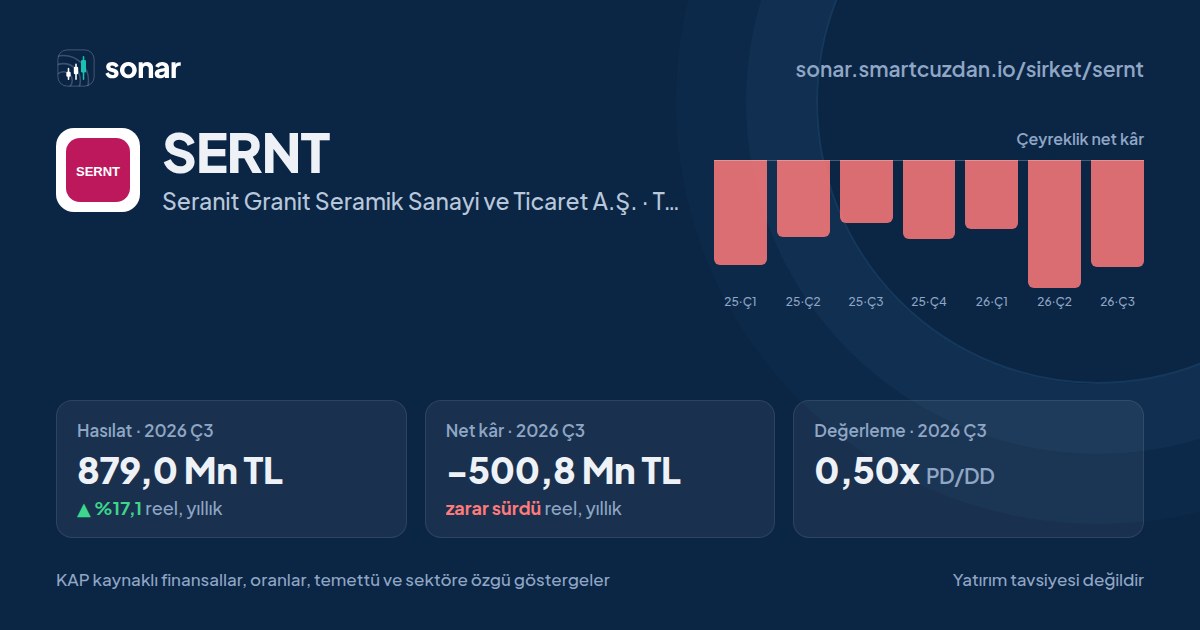 sonar
sonar.smartcuzdan.io/sirket/sernt
SERNT
SERNT
Seranit Granit Seramik Sanayi ve Ticaret A.Ş. · T...
Çeyreklik net kâr
25·Ç1 25·Ç2 25·Ç3 25·Ç4 26·Ç1 26·Ç2 26·Ç3
Hasılat · 2026 Ç3
879,0 Mn TL
▲ %17,1 reel, yıllık
Net kâr · 2026 Ç3
−500,8 Mn TL
zarar sürdü reel, yıllık
Değerleme · 2026 Ç3
0,50x PD/DD
KAP kaynaklı finansallar, oranlar, temettü ve sektöre özgü göstergeler
Yatırım tavsiyesi değildir